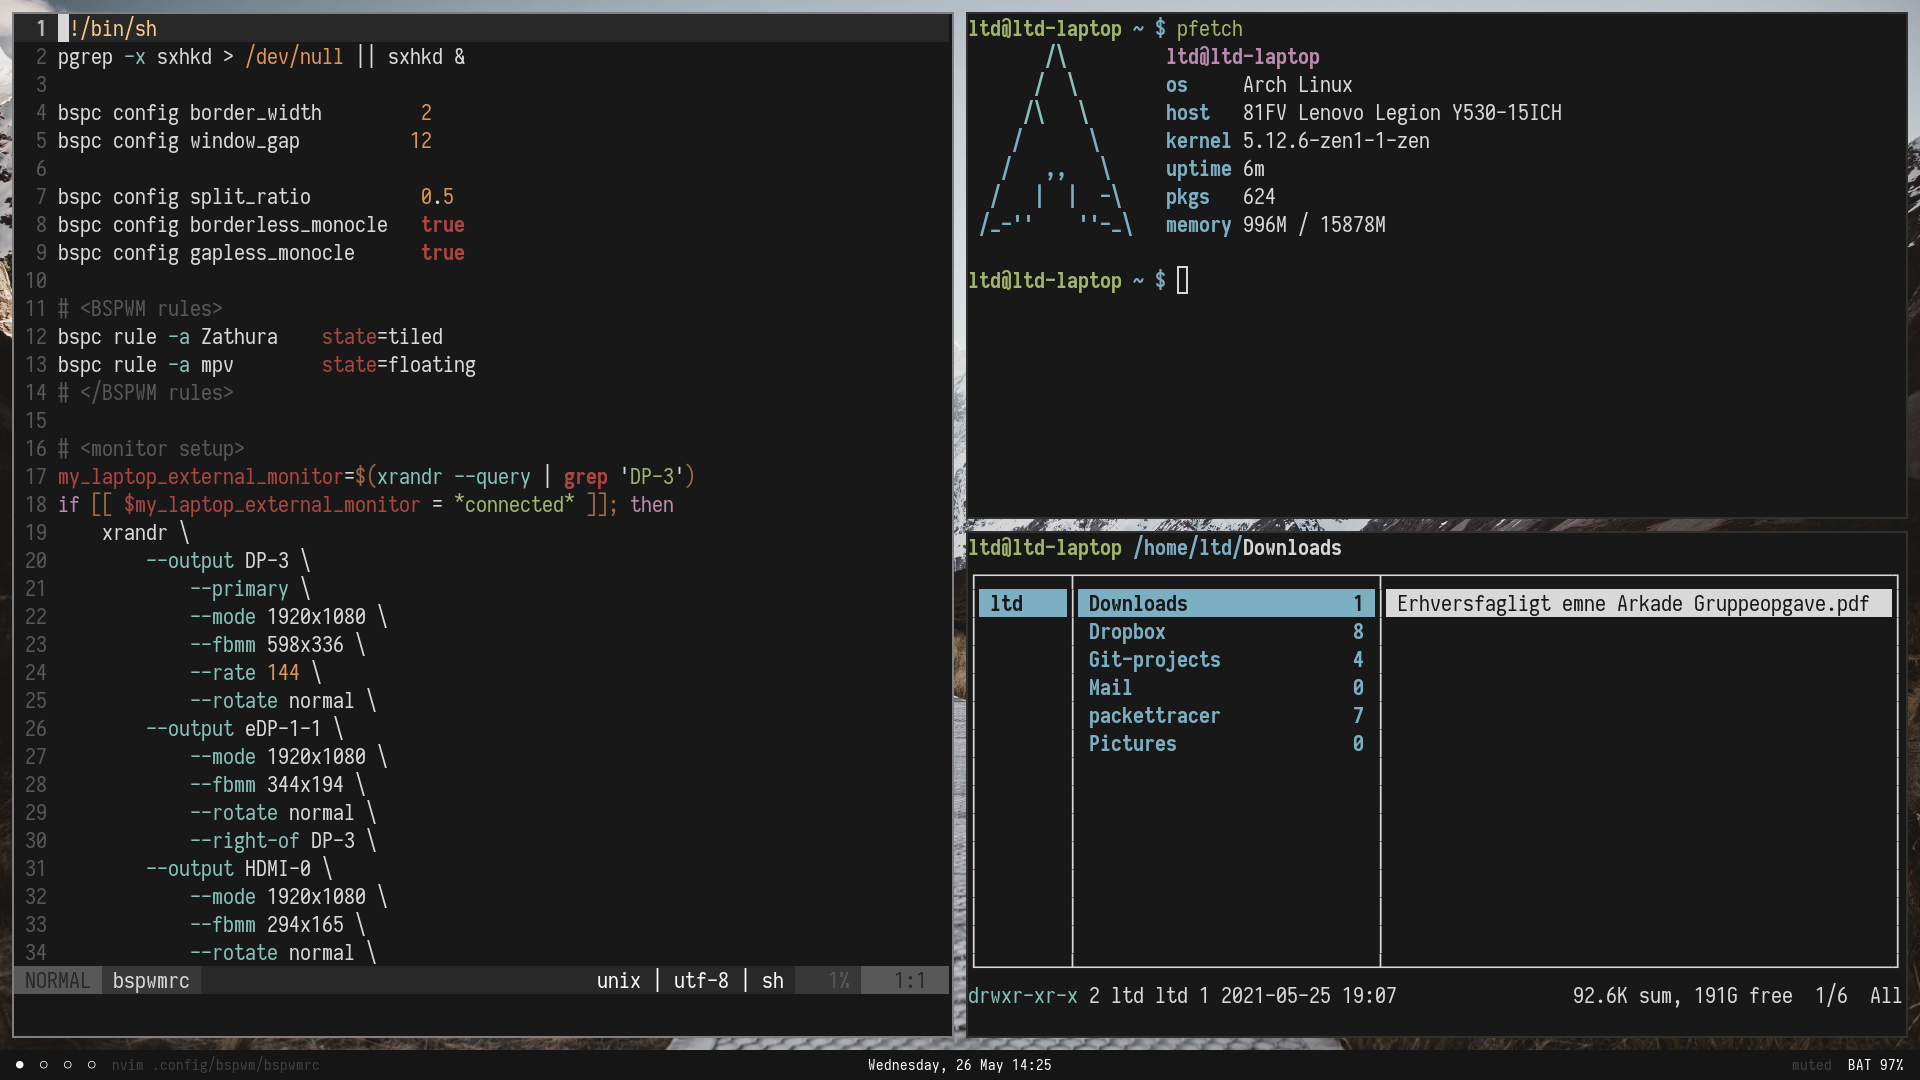 1 !/bin/sh
2 pgrep -x sxhkd > /dev/null || sxhkd &
3
4 bspc config border_width 2
5 bspc config window_gap 12
6
7 bspc config split_ratio 0.5
8 bspc config borderless_monocle true
9 bspc config gapless_monocle true
10
11 # <BSPWM rules>
12 bspc rule -a Zathura state=tiled
13 bspc rule -a mpv state=floating
14 # </BSPWM rules>
15
16 # <monitor setup>
17 my_laptop_external_monitor=$(xrandr --query | grep 'DP-3')
18 if [[ $my_laptop_external_monitor = *connected* ]]; then
19 xrandr \
20 --output DP-3 \
21 --primary \
22 --mode 1920x1080 \
23 --fbmm 598x336 \
24 --rate 144 \
25 --rotate normal \
26 --output eDP-1-1 \
27 --mode 1920x1080 \
28 --fbmm 344x194 \
29 --rotate normal \
30 --right-of DP-3 \
31 --output HDMI-0 \
32 --mode 1920x1080 \
33 --fbmm 294x165 \
34 --rotate normal \
NORMAL bspwmrc unix | utf-8 | sh 1% 1:1
ltd@ltd-laptop ~ $ pfetch
ltd@ltd-laptop
os Arch Linux
host 81FV Lenovo Legion Y530-15ICH
kernel 5.12.6-zen1-1-zen
uptime 6m
pkgs 624
memory 996M / 15878M
ltd@ltd-laptop ~ $
ltd@ltd-laptop /home/ltd/Downloads
ltd Downloads 1 Erhversfagligt emne Arkade Gruppeopgave.pdf
Dropbox 8
Git-projects 4
Mail 0
packettracer 7
Pictures 0
drwxr-xr-x 2 ltd ltd 1 2021-05-25 19:07 92.6K sum, 191G free 1/6 All
nvim .config/bspwm/bspwmrc Wednesday, 26 May 14:25 muted BAT 97%